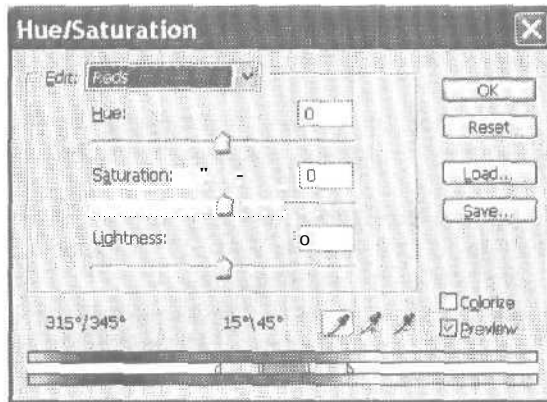 Hue/Saturation
Edit: Reds
OK
Hue: 0
Reset
Saturation: " - 0
Load...
Save...
Lightness: o
Colorize
315°/345° 15°\45°
Preview